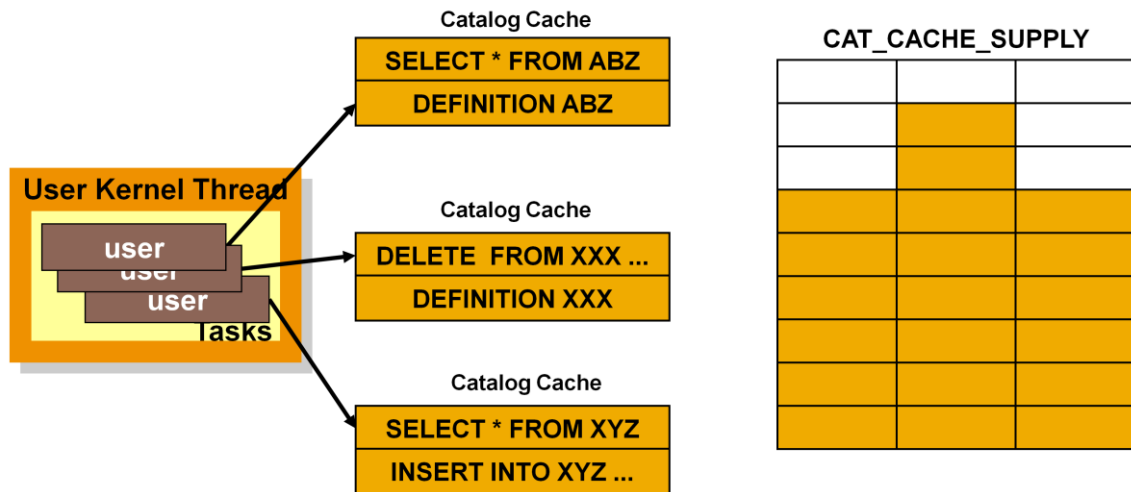 Catalog Cache
SELECT * FROM ABZ
DEFINITION ABZ
CAT_CACHE_SUPPLY
User Kernel Thread
user
user
user
Tasks
Catalog Cache
DELETE FROM XXX ...
DEFINITION XXX
Catalog Cache
SELECT * FROM XYZ
INSERT INTO XYZ ...